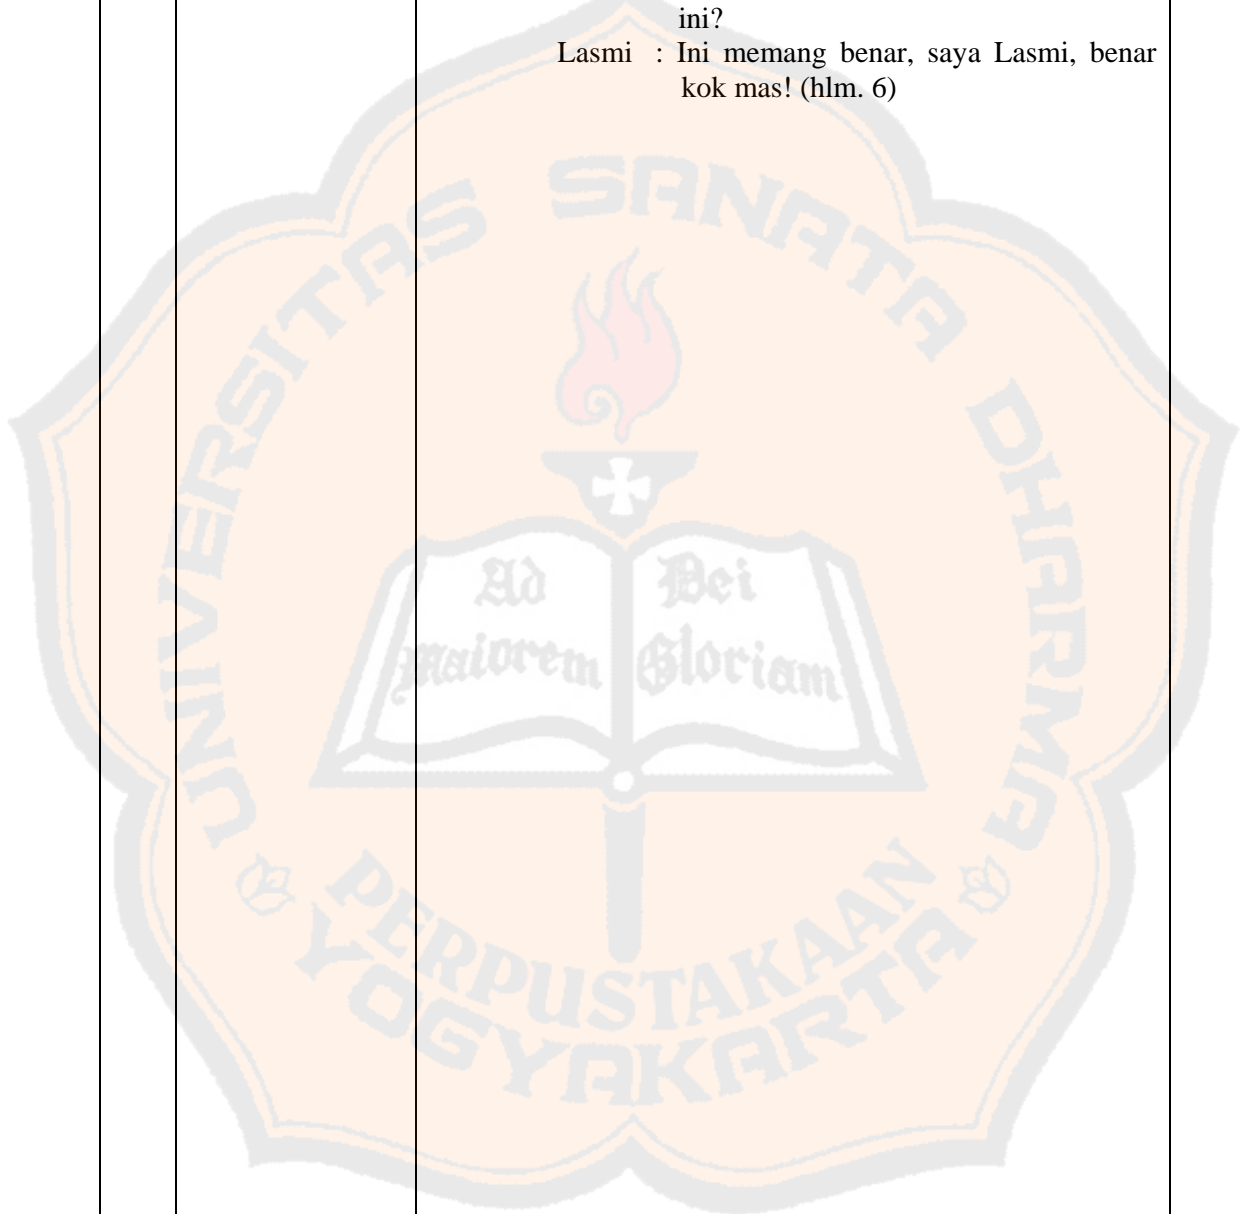 ini?
Lasmi : Ini memang benar, saya Lasmi, benar
kok mas! (hlm. 6)
UNIVERSITAS SANATA DHARMA
Ad
maiorem
Dei
Gloriam
PERPUSTAKAAN
YOGYAKARTA